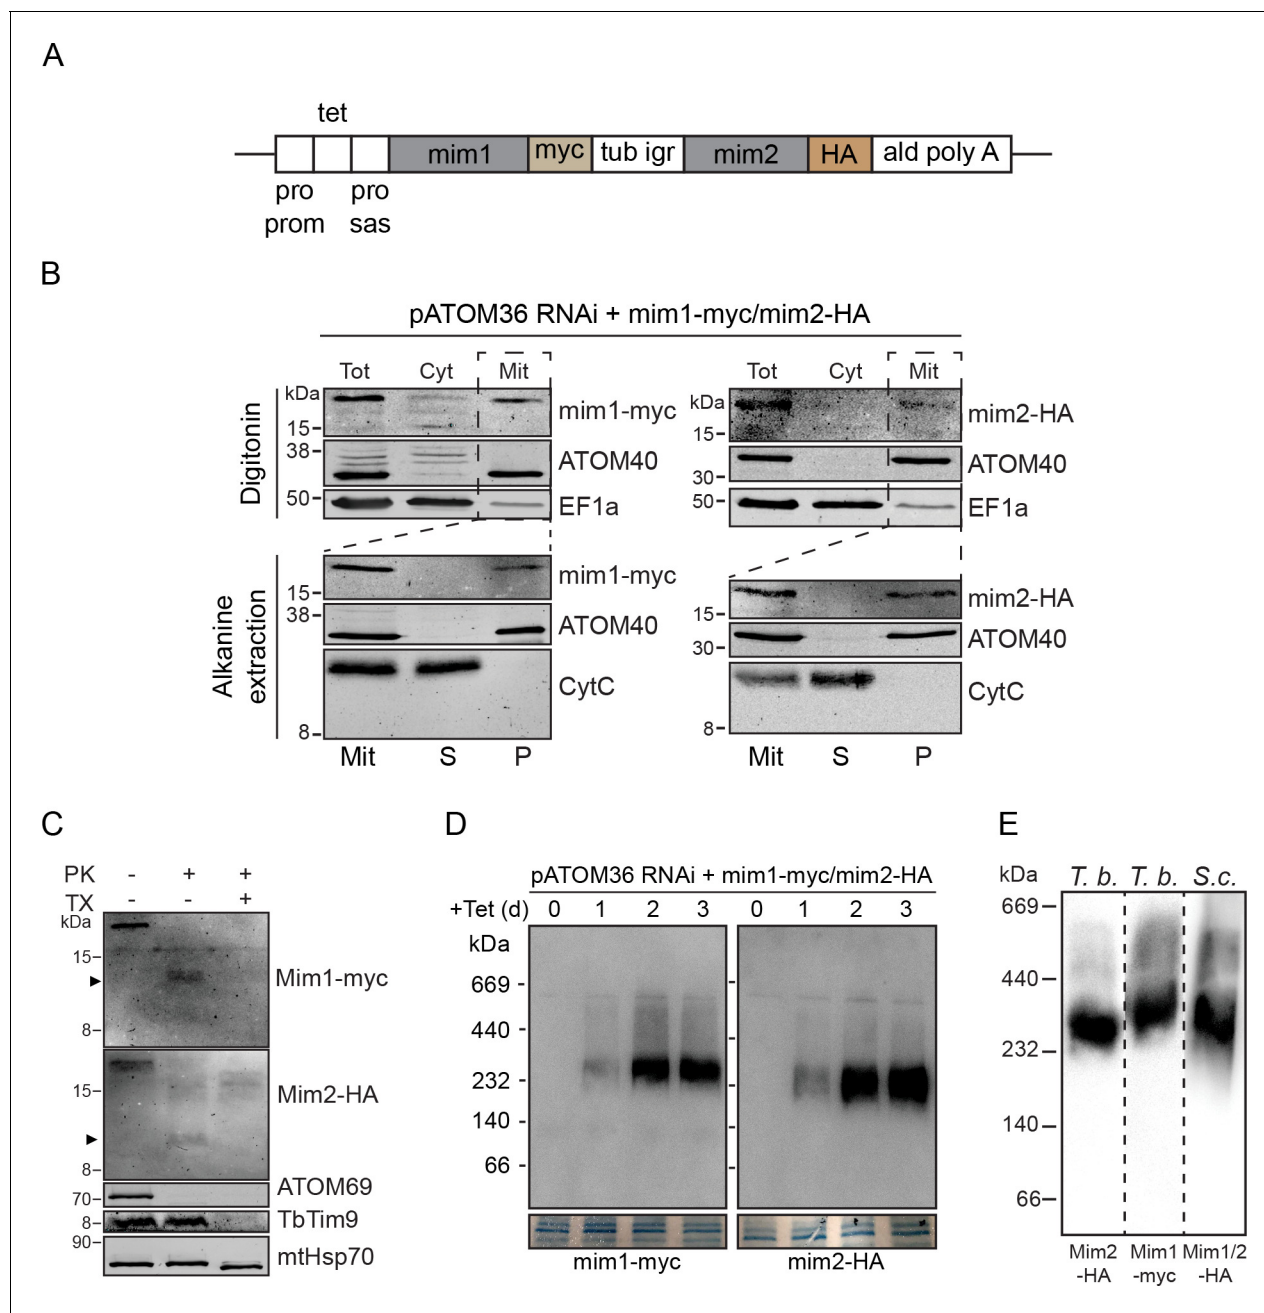 A
tet
mim1 myc tub igr mim2 HA ald poly A
pro prom
pro sas
B
pATOM36 RNAi + mim1-myc/mim2-HA
Tot Cyt Mit
Tot Cyt Mit
Digitonin
kDa
15
mim1-myc
38
ATOM40
50
EF1a
kDa
15
mim2-HA
30
ATOM40
50
EF1a
Alkanine extraction
15
mim1-myc
38
ATOM40
8
CytC
Mit S P
15
mim2-HA
30
ATOM40
8
CytC
Mit S P
C
PK - + +
TX - - +
kDa
15
8
Mim1-myc
15
8
Mim2-HA
70
ATOM69
8
TbTim9
90
mtHsp70
D
pATOM36 RNAi + mim1-myc/mim2-HA
+Tet (d) 0 1 2 3 0 1 2 3
kDa
669
440
232
140
66
mim1-myc mim2-HA
E
kDa T. b. T. b. S.c.
669
440
232
140
66
Mim2 -HA
Mim1 -myc
Mim1/2 -HA